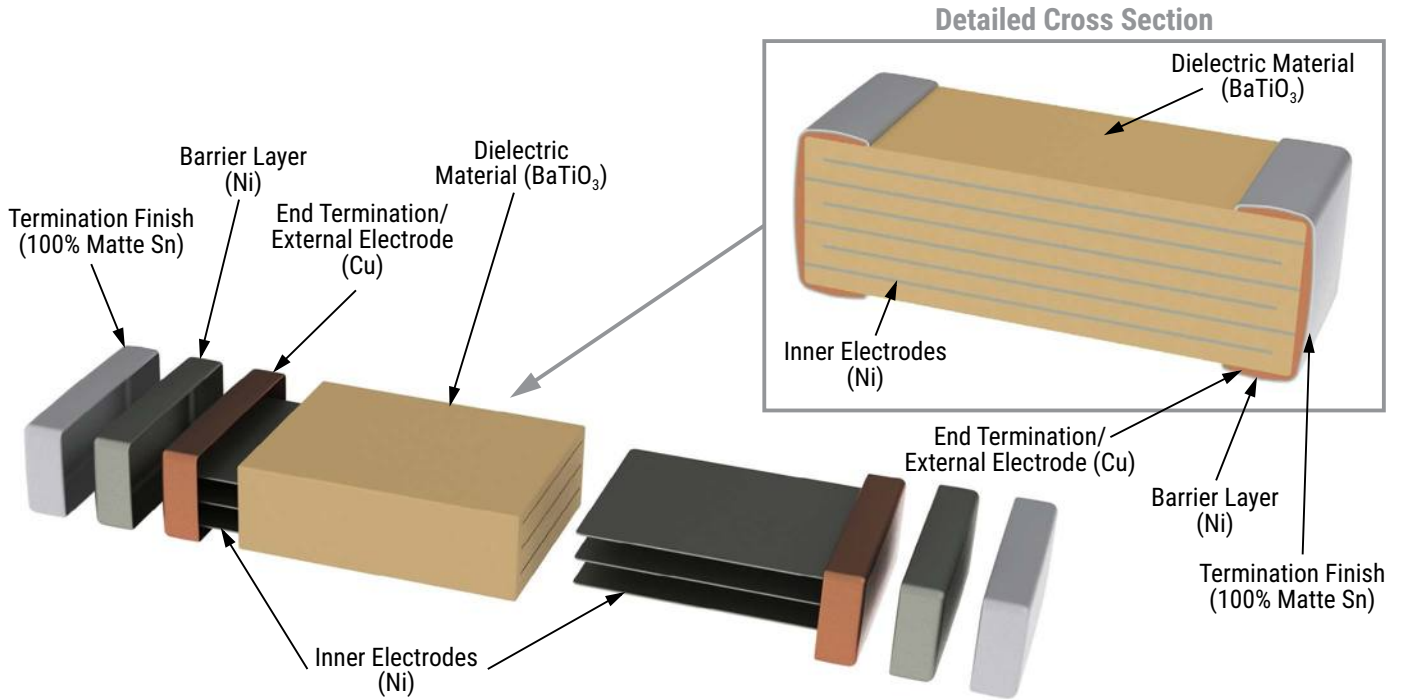 Detailed Cross Section
Dielectric Material
(BaTiO₃)
Inner Electrodes
(Ni)
End Termination/
External Electrode (Cu)
Barrier Layer
(Ni)
Termination Finish
(100% Matte Sn)
Termination Finish
(100% Matte Sn)
Barrier Layer
(Ni)
End Termination/
External Electrode
(Cu)
Dielectric
Material (BaTiO₃)
Inner Electrodes
(Ni)